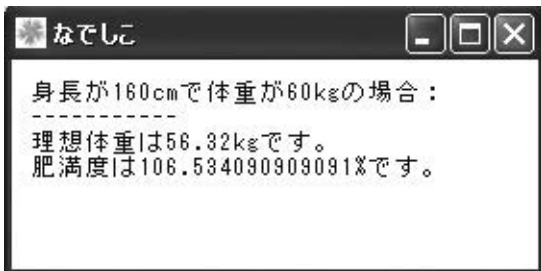 なでしこ
身長が160cmで体重が60kgの場合：
-----------
理想体重は56.32kgです。
肥満度は106.534090909091%です。